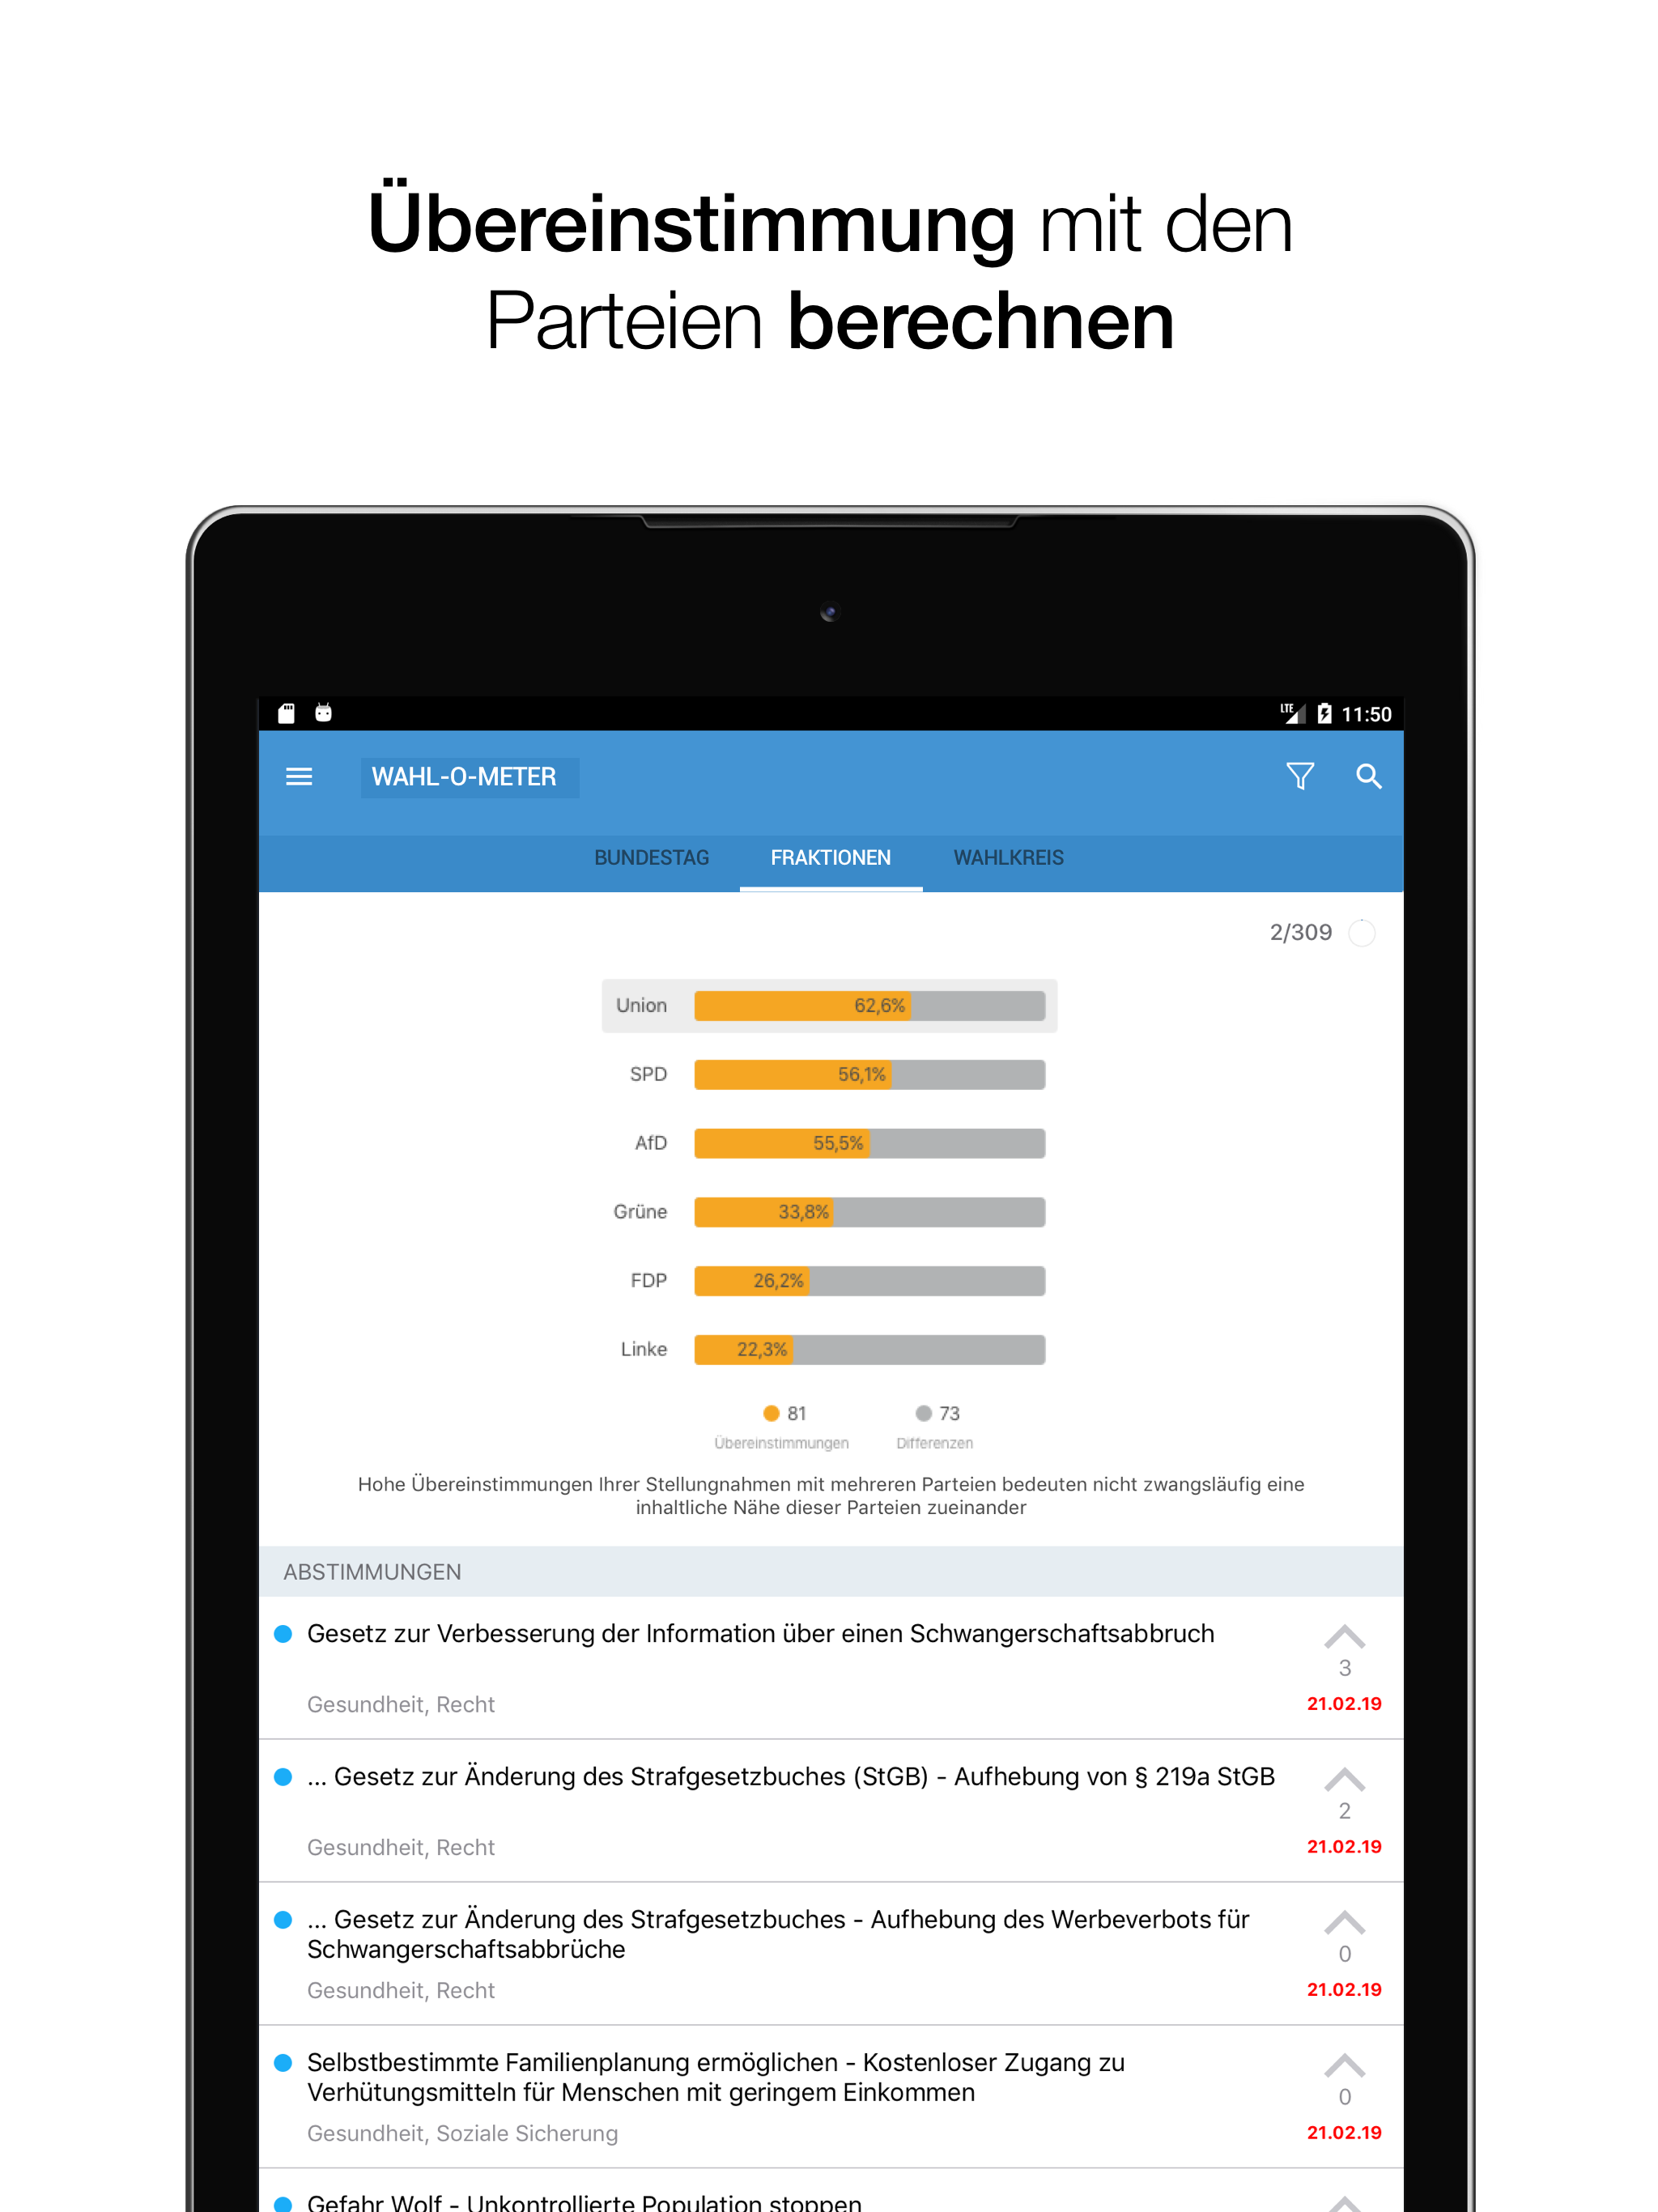 Übereinstimmung mit den
Parteien berechnen
LTE 11:50
WAHL-O-METER
BUNDESTAG FRAKTIONEN WAHLKREIS
2/309
Union 62,6%
SPD 56,1%
AfD 55,5%
Grüne 33,8%
FDP 26,2%
Linke 22,3%
81 73
Übereinstimmungen Differenzen
Hohe Übereinstimmungen Ihrer Stellungnahmen mit mehreren Parteien bedeuten nicht zwangsläufig eine
inhaltliche Nähe dieser Parteien zueinander
ABSTIMMUNGEN
Gesetz zur Verbesserung der Information über einen Schwangerschaftsabbruch
3
Gesundheit, Recht 21.02.19
... Gesetz zur Änderung des Strafgesetzbuches (StGB) - Aufhebung von § 219a StGB
2
Gesundheit, Recht 21.02.19
... Gesetz zur Änderung des Strafgesetzbuches - Aufhebung des Werbeverbots für
Schwangerschaftsabbrüche 0
Gesundheit, Recht 21.02.19
Selbstbestimmte Familienplanung ermöglichen - Kostenloser Zugang zu
Verhütungsmitteln für Menschen mit geringem Einkommen 0
Gesundheit, Soziale Sicherung 21.02.19
Gefahr Wolf - Unkontrollierte Population stoppen